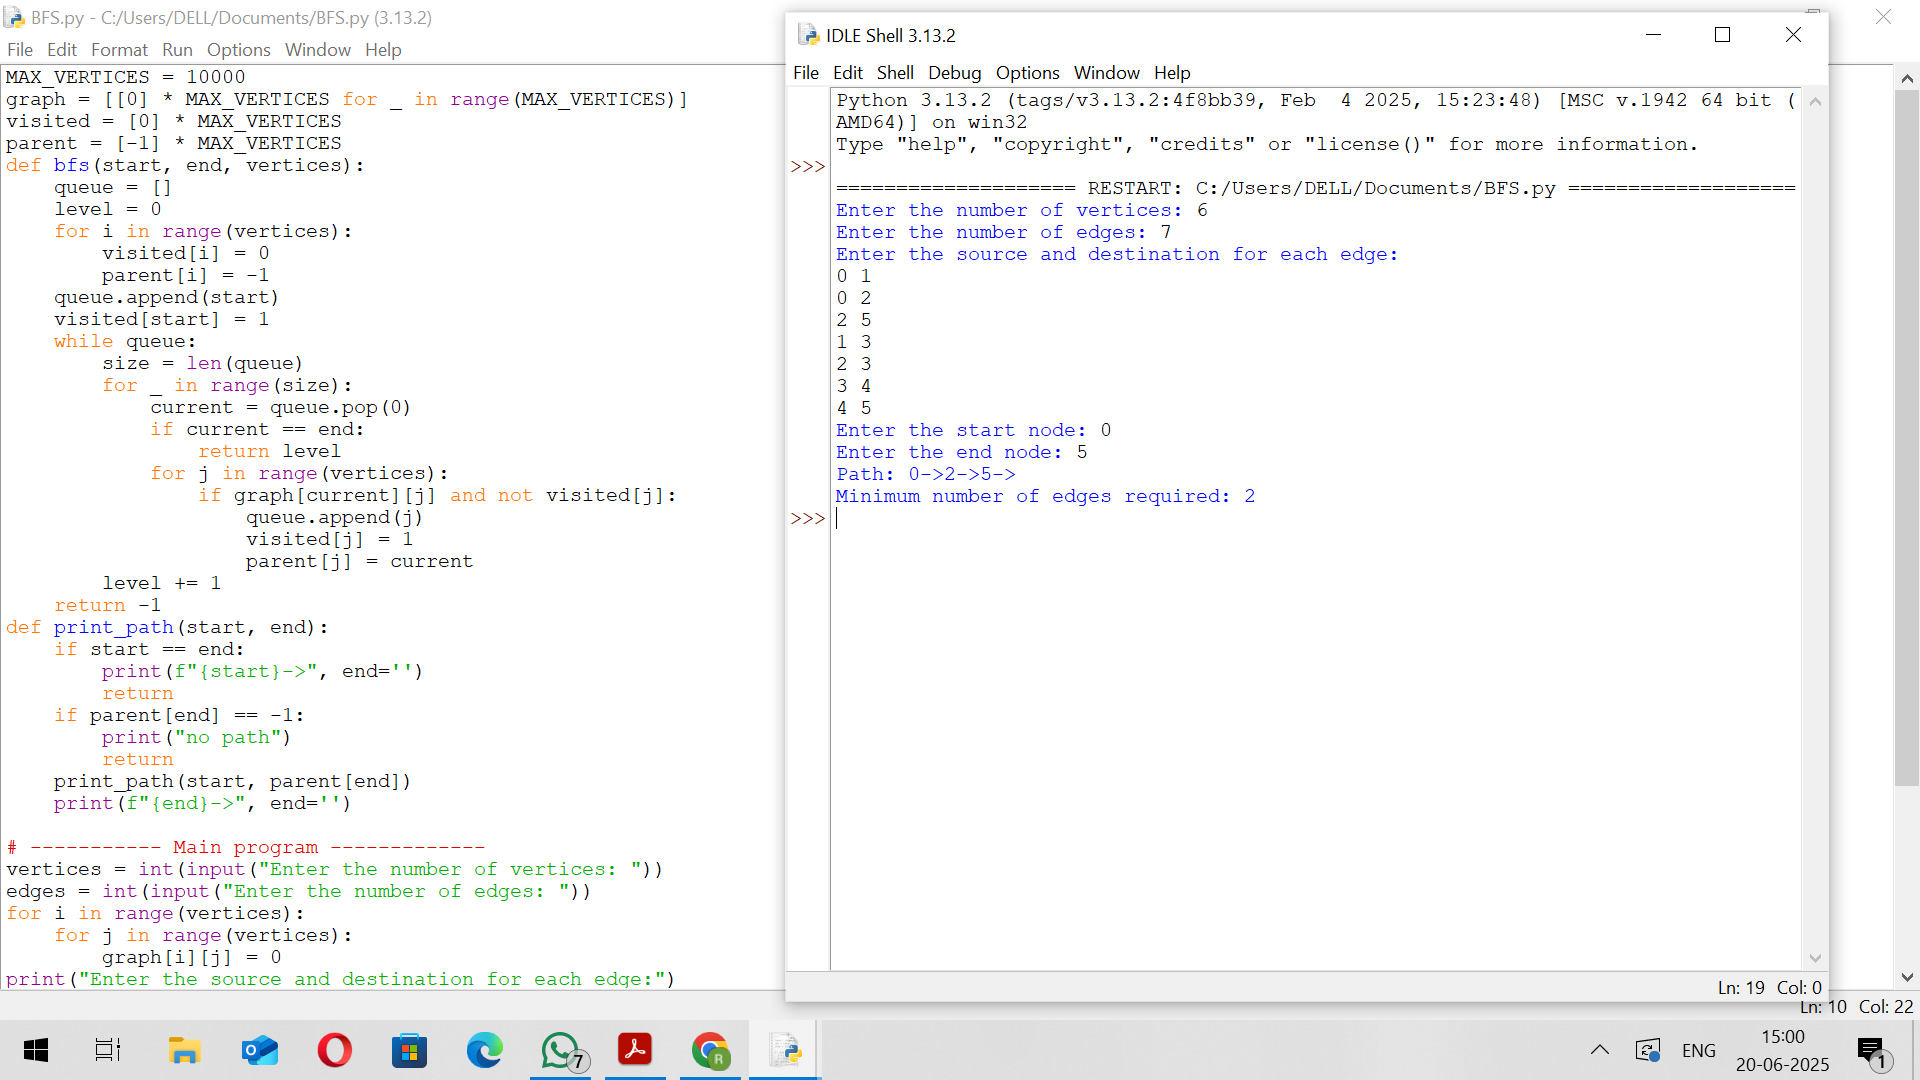 BFS.py - C:/Users/DELL/Documents/BFS.py (3.13.2)
File Edit Format Run Options Window Help
MAX_VERTICES = 10000
graph = [[0] * MAX_VERTICES for _ in range(MAX_VERTICES)]
visited = [0] * MAX_VERTICES
parent = [-1] * MAX_VERTICES
def bfs(start, end, vertices):
    queue = []
    level = 0
    for i in range(vertices):
        visited[i] = 0
        parent[i] = -1
    queue.append(start)
    visited[start] = 1
    while queue:
        size = len(queue)
        for _ in range(size):
            current = queue.pop(0)
            if current == end:
                return level
            for j in range(vertices):
                if graph[current][j] and not visited[j]:
                    queue.append(j)
                    visited[j] = 1
                    parent[j] = current
        level += 1
    return -1
def print_path(start, end):
    if start == end:
        print(f"{start}->", end='')
        return
    if parent[end] == -1:
        print("no path")
        return
    print_path(start, parent[end])
    print(f"{end}->", end='')
# ----------- Main program -------------
vertices = int(input("Enter the number of vertices: "))
edges = int(input("Enter the number of edges: "))
for i in range(vertices):
    for j in range(vertices):
        graph[i][j] = 0
print("Enter the source and destination for each edge:")
Ln: 10 Col: 22
IDLE Shell 3.13.2
File Edit Shell Debug Options Window Help
Python 3.13.2 (tags/v3.13.2:4f8bb39, Feb  4 2025, 15:23:48) [MSC v.1942 64 bit (
AMD64)] on win32
Type "help", "copyright", "credits" or "license()" for more information.
>>>
==================== RESTART: C:/Users/DELL/Documents/BFS.py ===================
Enter the number of vertices: 6
Enter the number of edges: 7
Enter the source and destination for each edge:
0 1
0 2
2 5
1 3
2 3
3 4
4 5
Enter the start node: 0
Enter the end node: 5
Path: 0->2->5->
Minimum number of edges required: 2
>>>
Ln: 19 Col: 0
7
R
ENG
15:00
20-06-2025
1